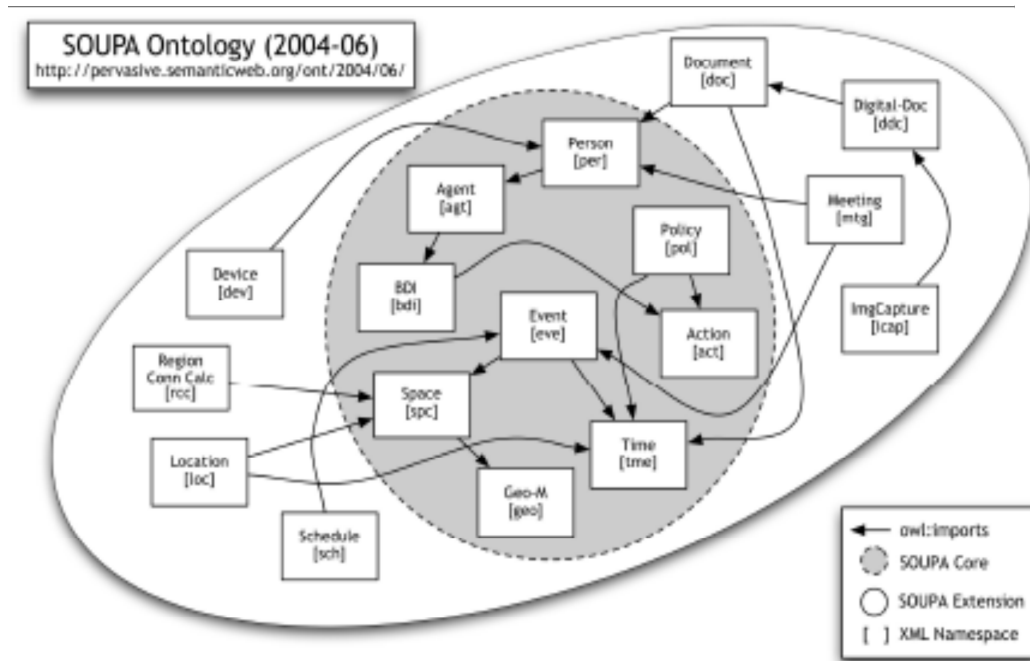 SOUPA Ontology (2004-06)
http://pervasive.semanticweb.org/ont/2004/06/
Document
[doc]
Digital-Doc
[ddc]
Person
[per]
Agent
[agt]
Meeting
[mtg]
Policy
[pol]
Device
[dev]
BDI
[bdi]
Event
[eve]
Action
[act]
ImgCapture
[icap]
Region
Conn Calc
[rcc]
Space
[spc]
Location
[loc]
Time
[tme]
Geo-M
[geo]
Schedule
[sch]
owl:imports
SOUPA Core
SOUPA Extension
[ ] XML Namespace